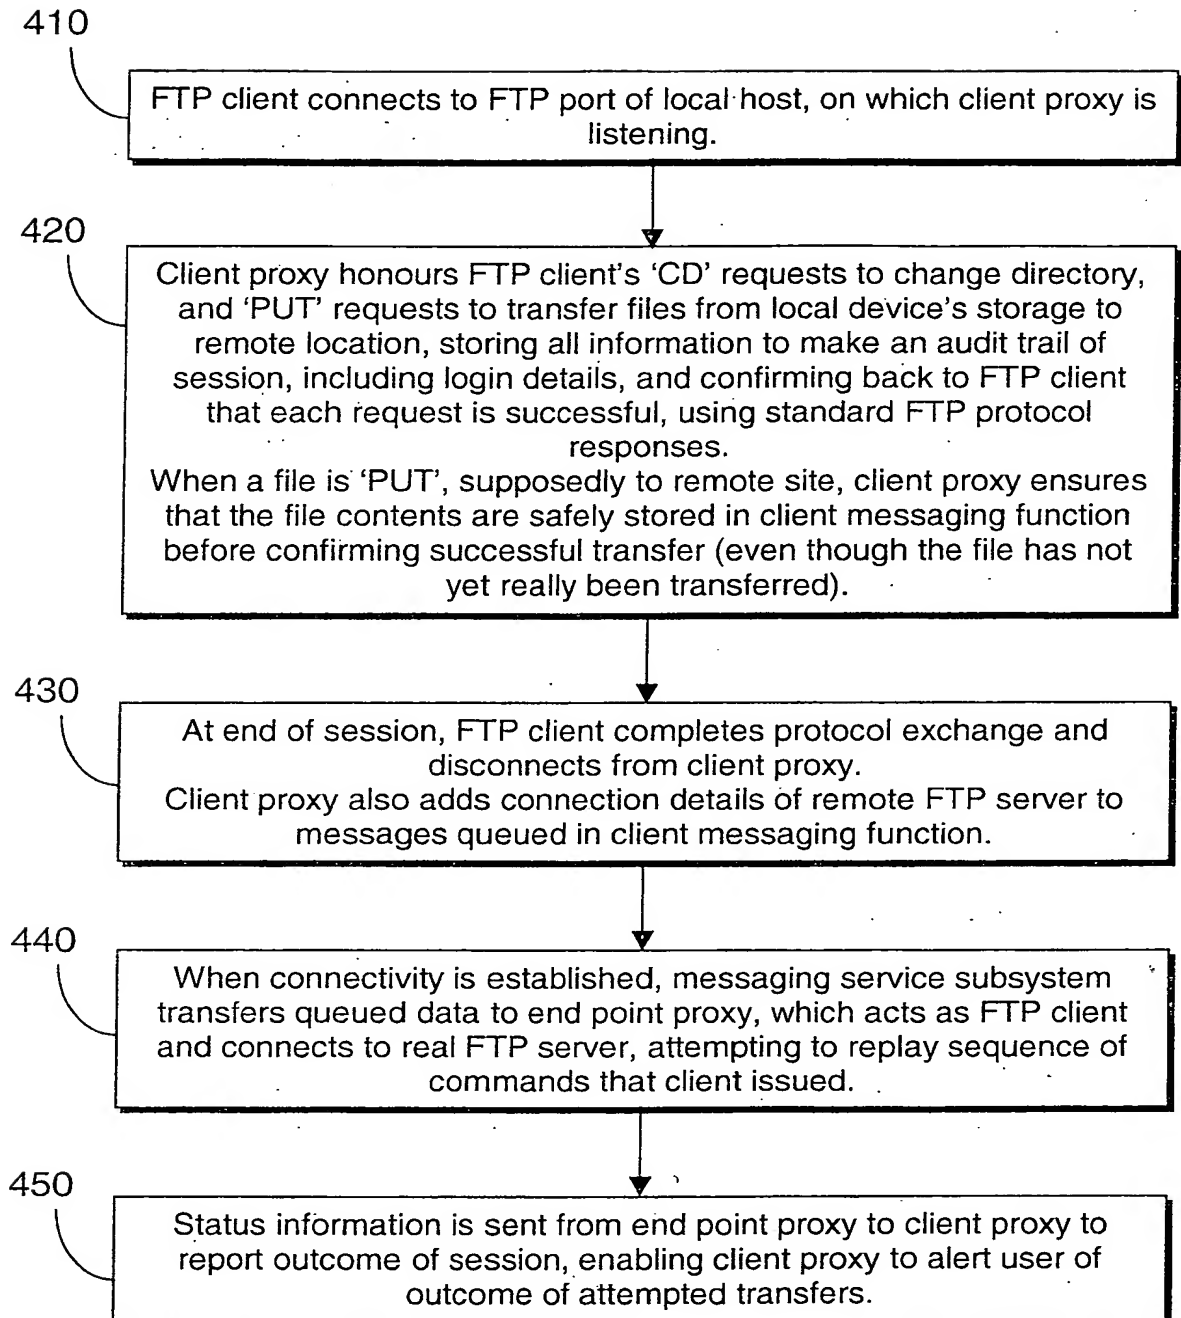 410
FTP client connects to FTP port of local host, on which client proxy is
listening.
420
Client proxy honours FTP client's 'CD' requests to change directory,
and 'PUT' requests to transfer files from local device's storage to
remote location, storing all information to make an audit trail of
session, including login details, and confirming back to FTP client
that each request is successful, using standard FTP protocol
responses.
When a file is 'PUT', supposedly to remote site, client proxy ensures
that the file contents are safely stored in client messaging function
before confirming successful transfer (even though the file has not
yet really been transferred).
430
At end of session, FTP client completes protocol exchange and
disconnects from client proxy.
Client proxy also adds connection details of remote FTP server to
messages queued in client messaging function.
440
When connectivity is established, messaging service subsystem
transfers queued data to end point proxy, which acts as FTP client
and connects to real FTP server, attempting to replay sequence of
commands that client issued.
450
Status information is sent from end point proxy to client proxy to
report outcome of session, enabling client proxy to alert user of
outcome of attempted transfers.